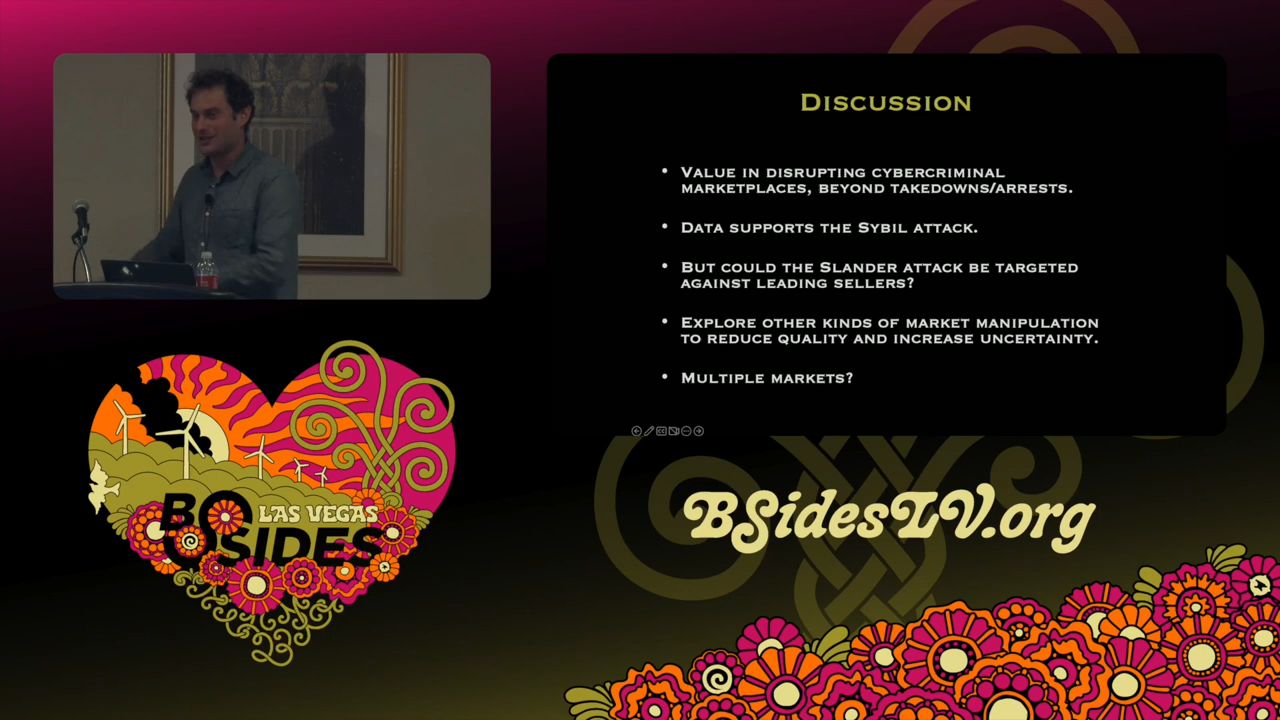 Discussion
• Value in disrupting cybercriminal
marketplaces, beyond takedowns/arrests.
• Data supports the Sybil attack.
• But could the Slander attack be targeted
against leading sellers?
• Explore other kinds of market manipulation
to reduce quality and increase uncertainty.
• Multiple markets?
BSidesLV.org
LAS VEGAS
BSIDES